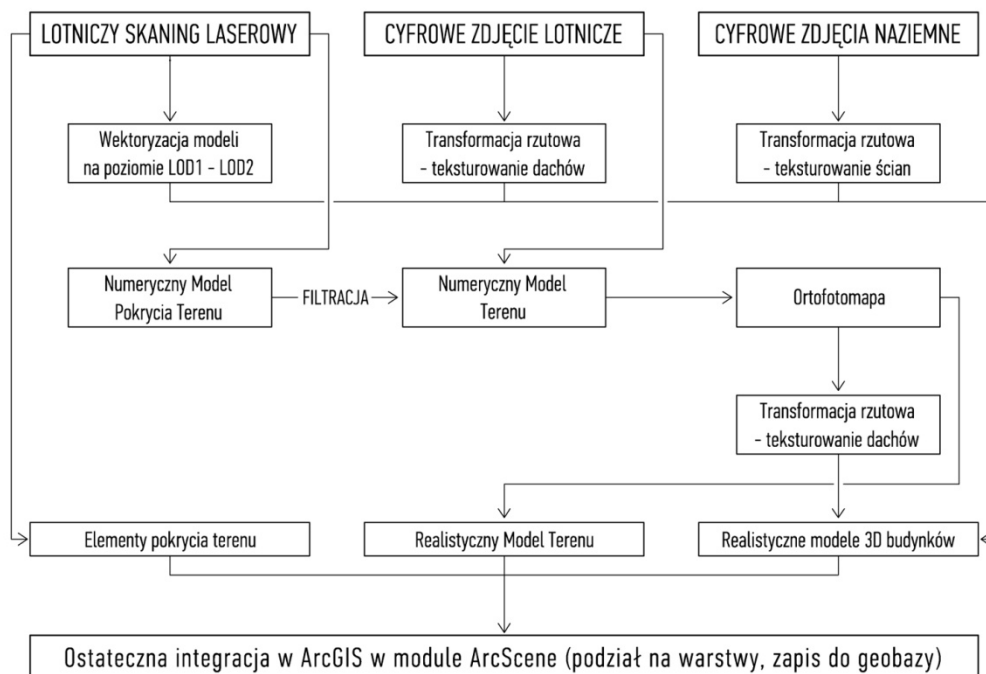 LOTNICZY SKANING LASEROWY
CYFROWE ZDJĘCIE LOTNICZE
CYFROWE ZDJĘCIA NAZIEMNE
Wektoryzacja modeli
na poziomie LOD1 - LOD2
Transformacja rzutowa
- teksturowanie dachów
Transformacja rzutowa
- teksturowanie ścian
Numeryczny Model
Pokrycia Terenu
FILTRACJA
Numeryczny Model
Terenu
Ortofotomapa
Transformacja rzutowa
- teksturowanie dachów
Elementy pokrycia terenu
Realistyczny Model Terenu
Realistyczne modele 3D budynków
Ostateczna integracja w ArcGIS w module ArcScene (podział na warstwy, zapis do geobazy)